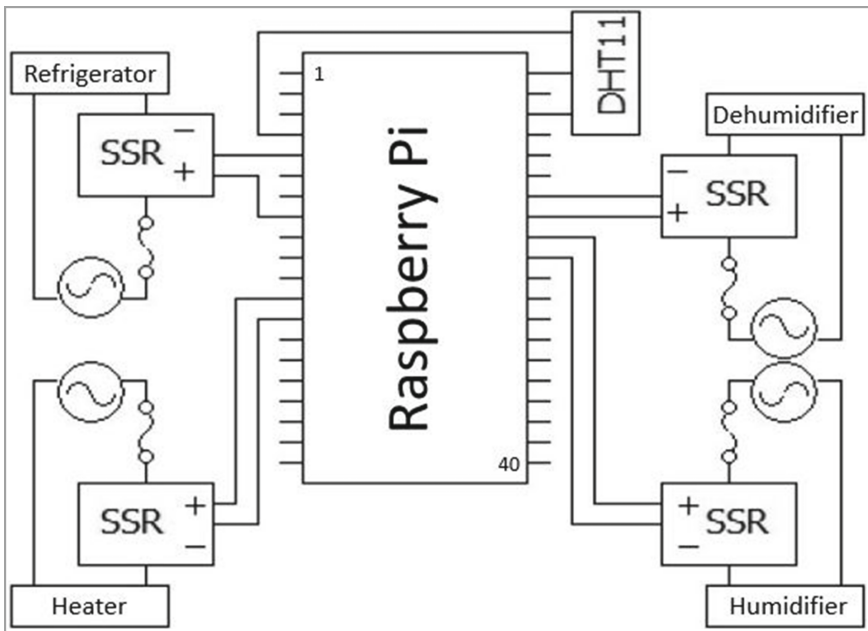 Refrigerator
SSR
−
+
1
Raspberry Pi
40
DHT11
Dehumidifier
−
+
SSR
SSR
+
−
Heater
+
−
SSR
Humidifier